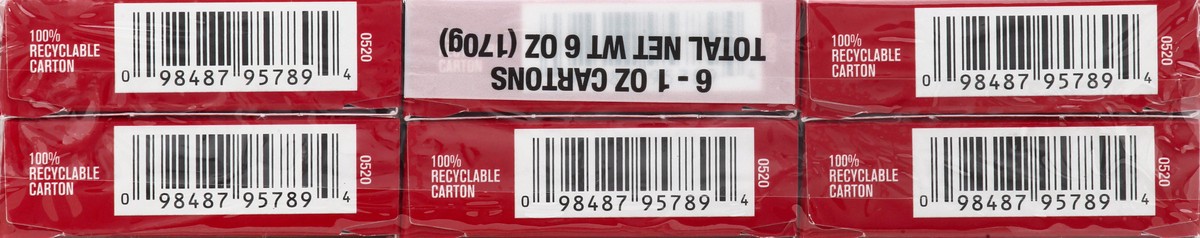 100%
RECYCLABLE
CARTON
0 98487 95789 4
0520
6 - 1 OZ CARTONS
TOTAL NET WT 6 OZ (170g)
100%
RECYCLABLE
CARTON
0 98487 95789 4
0520
100%
RECYCLABLE
CARTON
0 98487 95789 4
0520
100%
RECYCLABLE
CARTON
0 98487 95789 4
0520
100%
RECYCLABLE
CARTON
0 98487 95789 4
0520